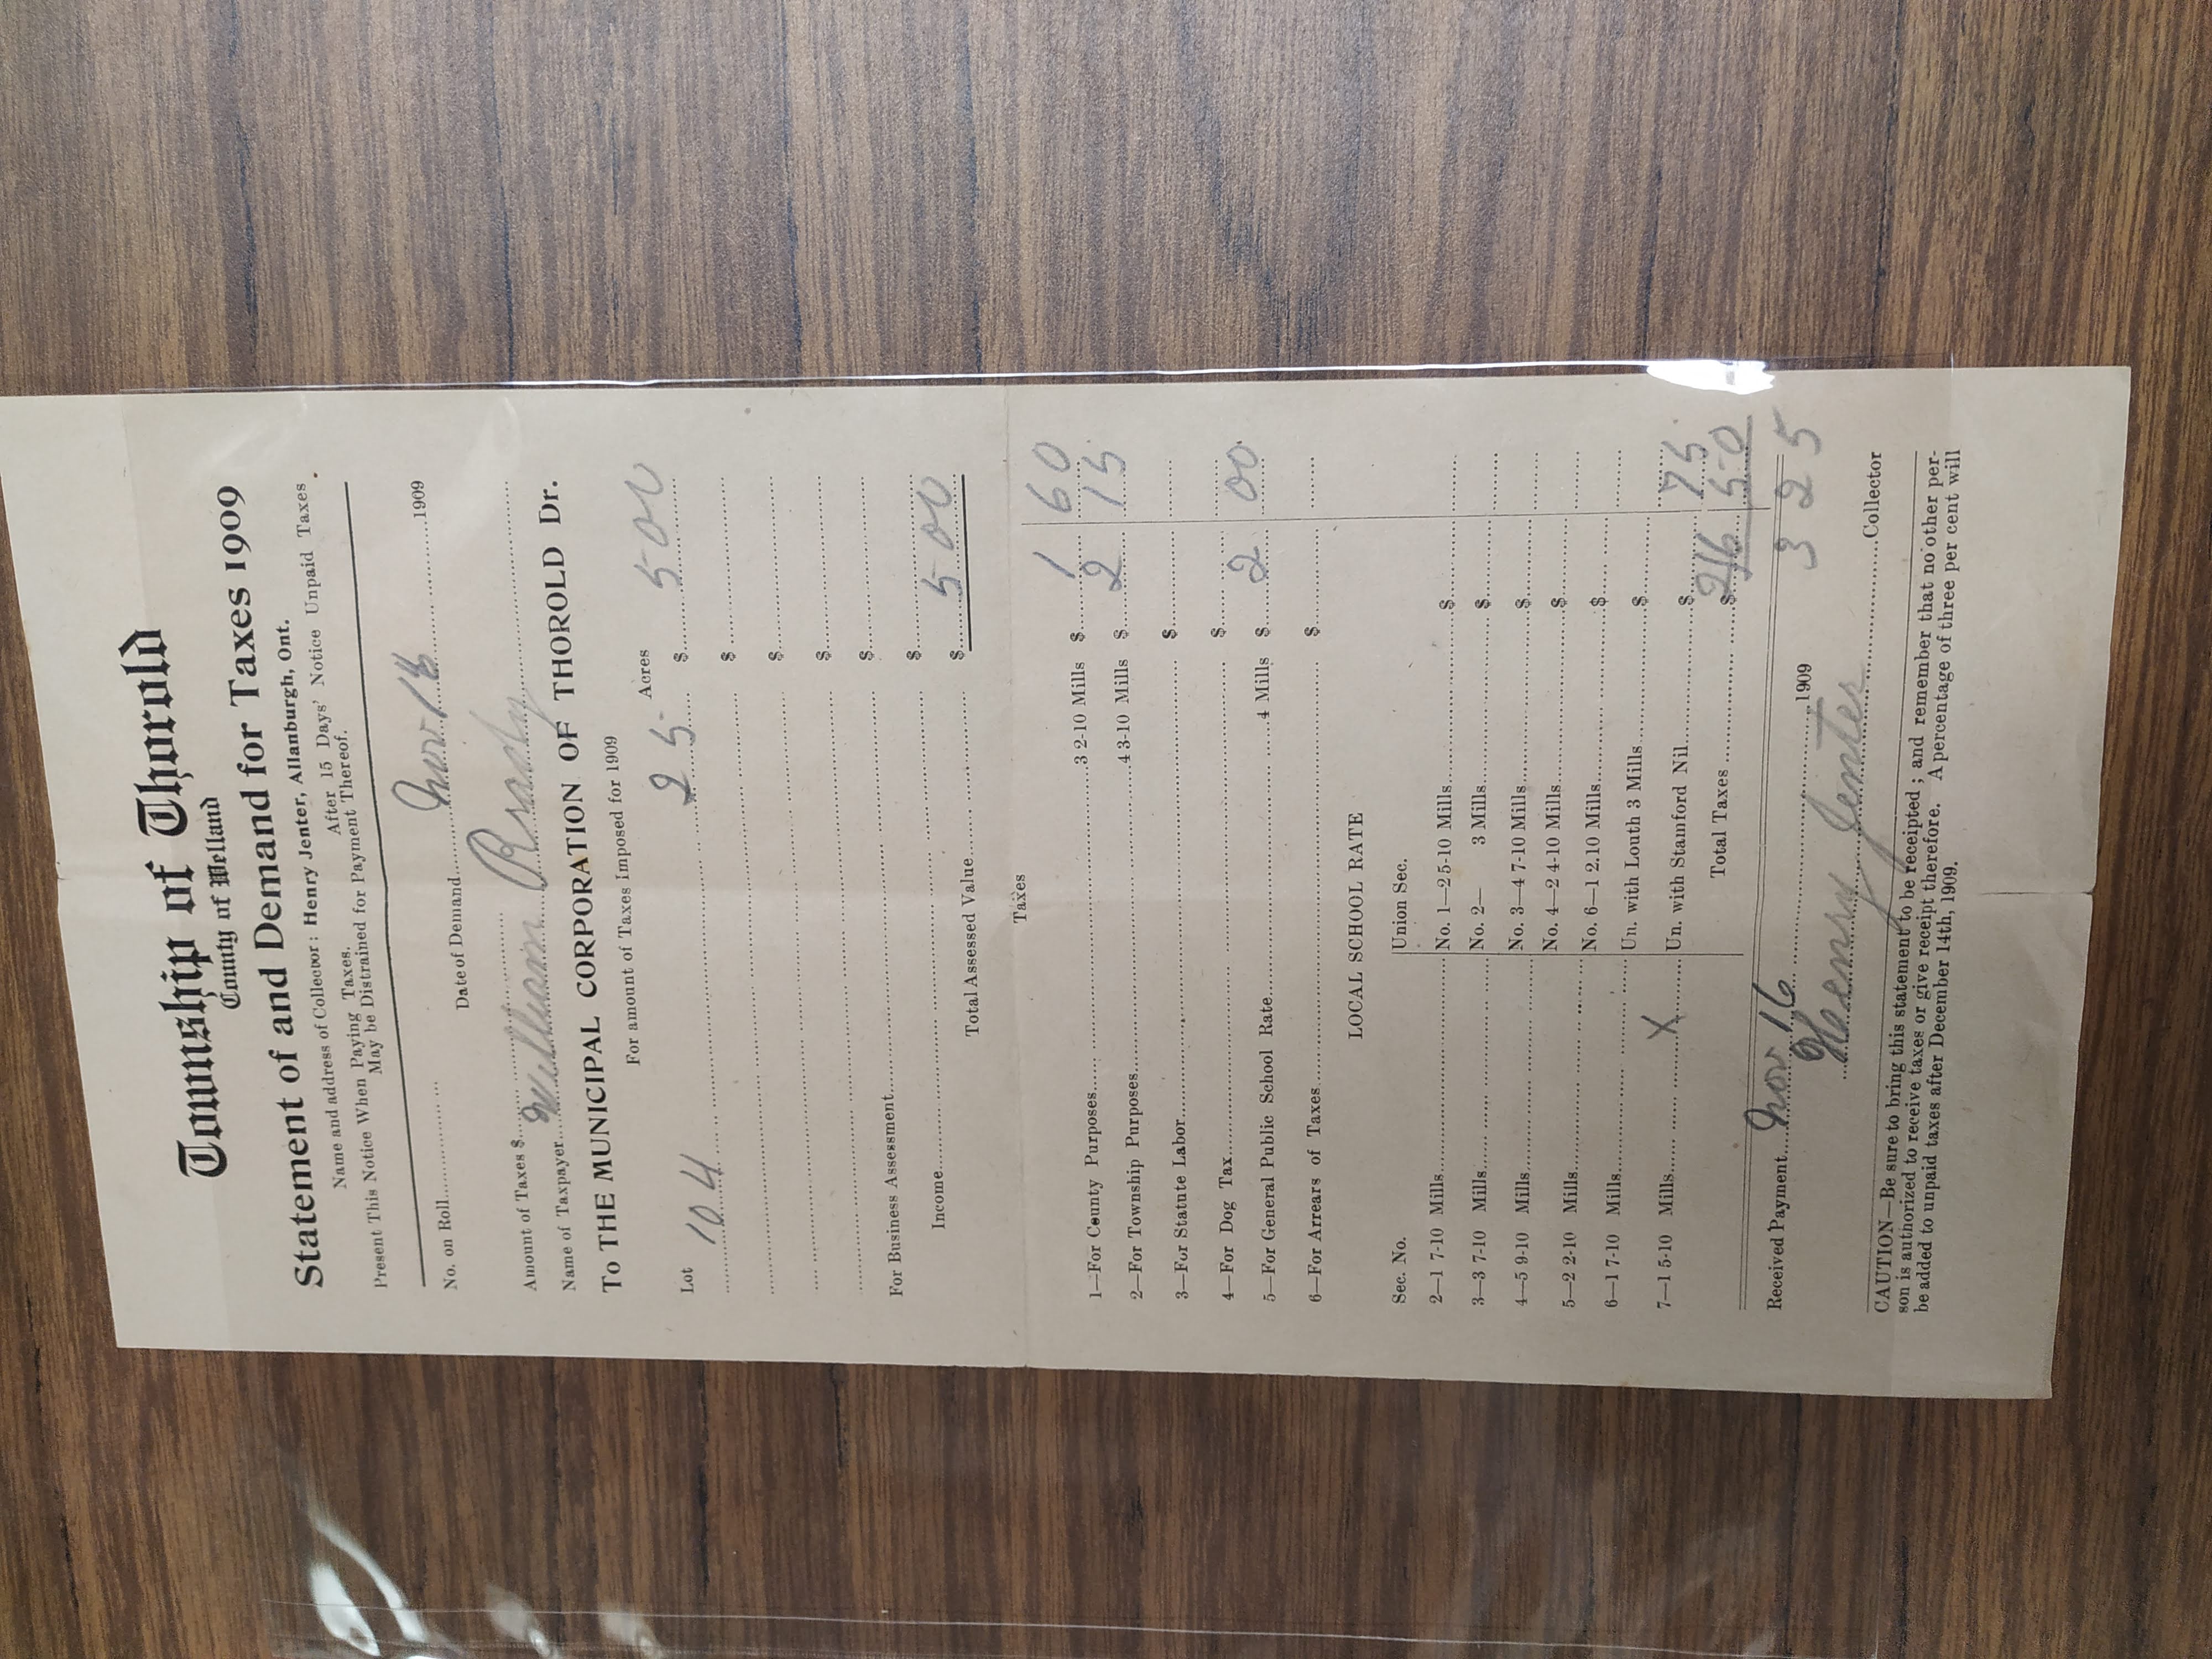 Township of Thorold
County of Welland
Statement of and Demand for Taxes 1909
Name and address of Collector: Henry Jenter, Allanburgh, Ont.
Present This Notice When Paying Taxes. After 15 Days' Notice Unpaid Taxes
May be Distrained for Payment Thereof.
No. on Roll.............. ... Date of Demand...........Nov 16............ 1909
Amount of Taxes $..................
Name of Taxpayer....William Brady
To THE MUNICIPAL CORPORATION OF THOROLD Dr.
For amount of Taxes Imposed for 1909
Lot 104 25 Acres $ 500
$
$
$
$
For Business Assessment........ $
Income........ $
Total Assessed Value........ $ 500
Taxes
1—For County Purposes........ 3 2-10 Mills $ 1 60
2—For Township Purposes........ 4 3-10 Mills $ 2 15
3—For Statute Labor........ $
4—For Dog Tax........ $
5—For General Public School Rate........ 4 Mills $ 2 00
6—For Arrears of Taxes........ $
LOCAL SCHOOL RATE
Sec. No. Union Sec.
2—1 7-10 Mills........ No. 1—2 5-10 Mills........ $
3—3 7-10 Mills........ No. 2— 3 Mills........ $
4—5 9-10 Mills........ No. 3—4 7-10 Mills........ $
5—2 2-10 Mills........ No. 4—2 4-10 Mills........ $
6—1 7-10 Mills........ No. 6—1 2.10 Mills........ $
Un. with Louth 3 Mills........ $
7—1 5-10 Mills........ X Un. with Stamford Nil........ $ 75
Total Taxes ........ $ 50
Received Payment....Nov 16........ 1909
3 25
Henry Jenter Collector
CAUTION—Be sure to bring this statement to be receipted; and remember that no other per-
son is authorized to receive taxes or give receipt therefore. A percentage of three per cent will
be added to unpaid taxes after December 14th, 1909.